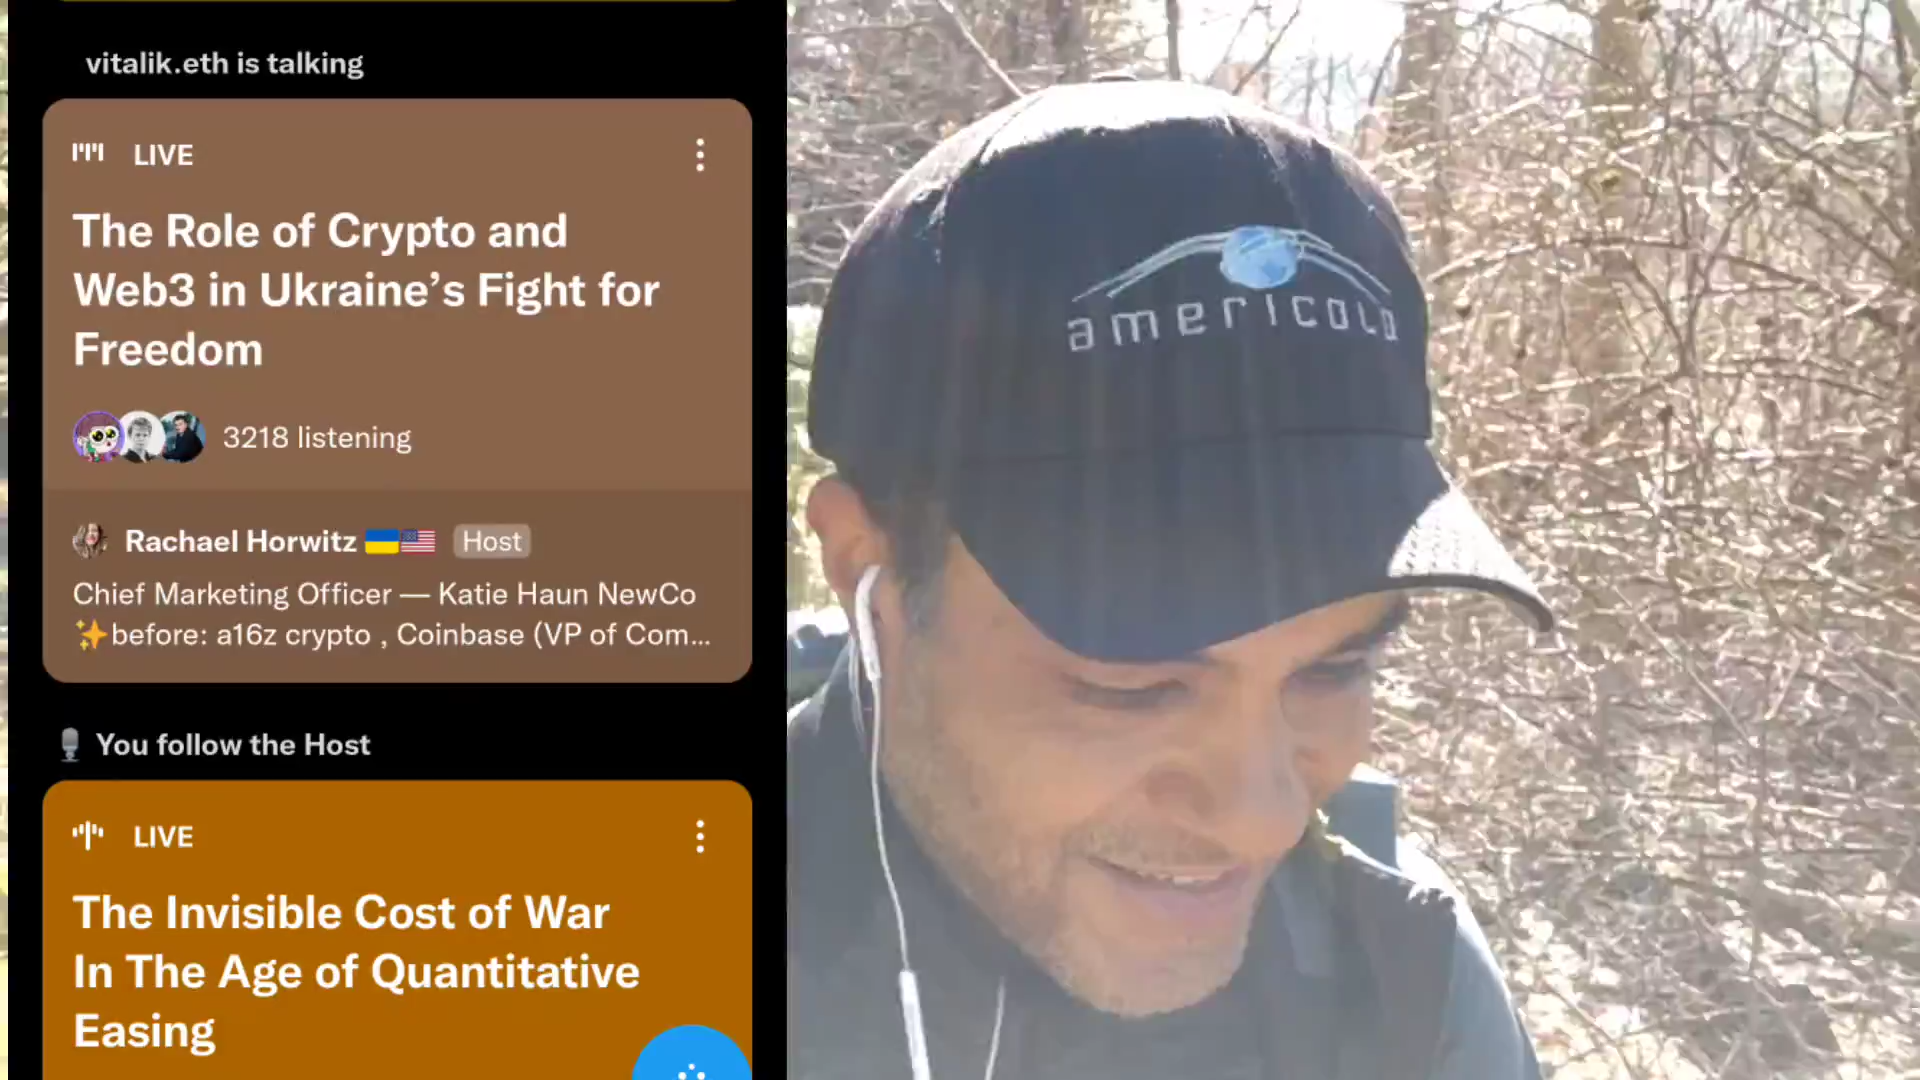 vitalik.eth is talking
LIVE
The Role of Crypto and
Web3 in Ukraine’s Fight for
Freedom
3218 listening
Rachael Horwitz 🇺🇦🇺🇸 Host
Chief Marketing Officer — Katie Haun NewCo
✨before: a16z crypto , Coinbase (VP of Com...
🎙️ You follow the Host
LIVE
The Invisible Cost of War
In The Age of Quantitative
Easing
americold